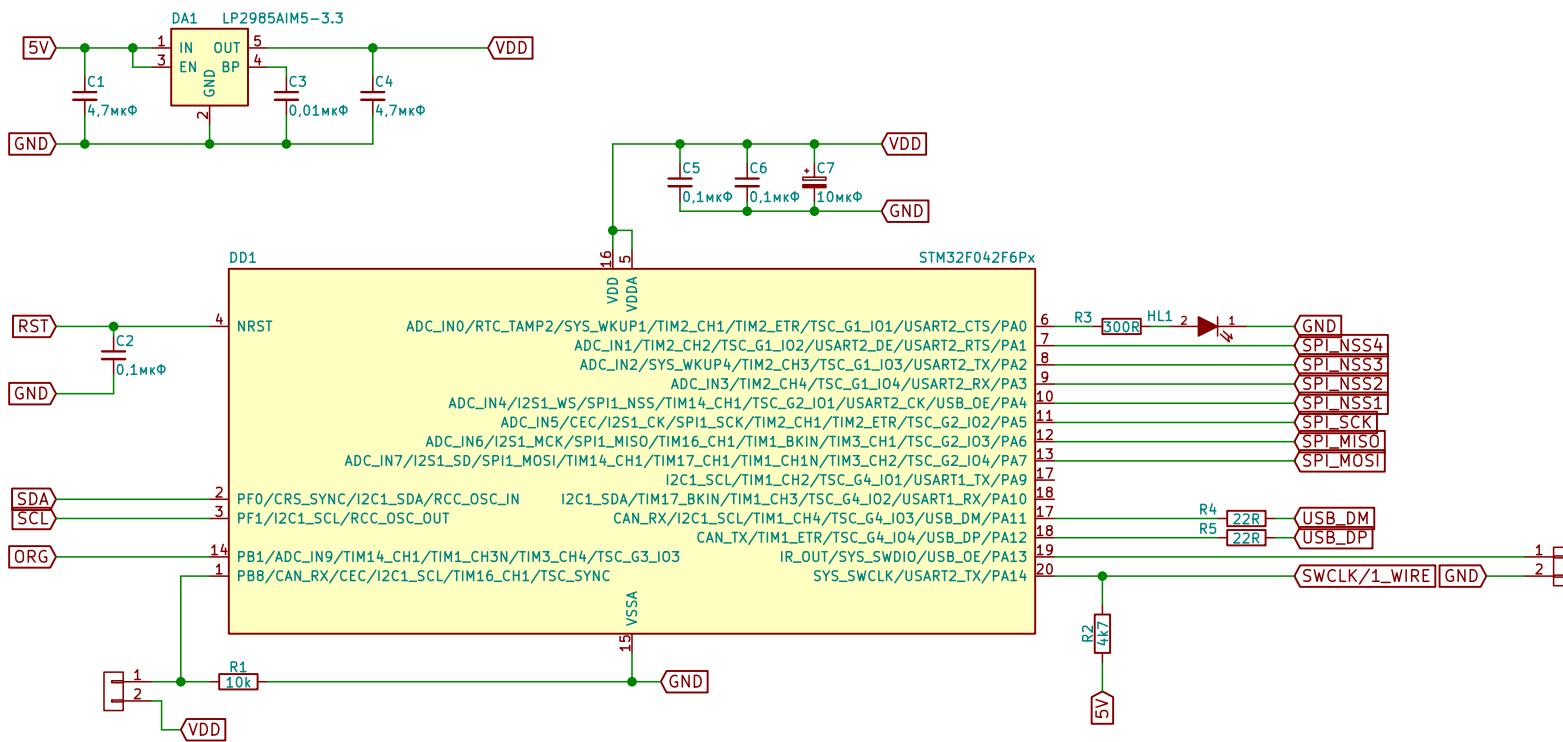 DA1 LP2985AIM5-3.3
5V 1 IN OUT 5 VDD
3 EN BP 4
GND
2
C1 4,7мкФ
C3 0,01мкФ
C4 4,7мкФ
GND
VDD
C5 0,1мкФ
C6 0,1мкФ
+ C7 10мкФ
GND
DD1 STM32F042F6Px
16 5
VDD VDDA
RST 4 NRST
C2 0,1мкФ
GND
ADC_IN0/RTC_TAMP2/SYS_WKUP1/TIM2_CH1/TIM2_ETR/TSC_G1_IO1/USART2_CTS/PA0 6 R3 300R HL1 2 1 GND
ADC_IN1/TIM2_CH2/TSC_G1_IO2/USART2_DE/USART2_RTS/PA1 7 SPI_NSS4
ADC_IN2/SYS_WKUP4/TIM2_CH3/TSC_G1_IO3/USART2_TX/PA2 8 SPI_NSS3
ADC_IN3/TIM2_CH4/TSC_G1_IO4/USART2_RX/PA3 9 SPI_NSS2
ADC_IN4/I2S1_WS/SPI1_NSS/TIM14_CH1/TSC_G2_IO1/USART2_CK/USB_OE/PA4 10 SPI_NSS1
ADC_IN5/CEC/I2S1_CK/SPI1_SCK/TIM2_CH1/TIM2_ETR/TSC_G2_IO2/PA5 11 SPI_SCK
ADC_IN6/I2S1_MCK/SPI1_MISO/TIM16_CH1/TIM1_BKIN/TIM3_CH1/TSC_G2_IO3/PA6 12 SPI_MISO
ADC_IN7/I2S1_SD/SPI1_MOSI/TIM14_CH1/TIM17_CH1/TIM1_CH1N/TIM3_CH2/TSC_G2_IO4/PA7 13 SPI_MOSI
I2C1_SCL/TIM1_CH2/TSC_G4_IO1/USART1_TX/PA9 17
SDA 2 PF0/CRS_SYNC/I2C1_SDA/RCC_OSC_IN I2C1_SDA/TIM17_BKIN/TIM1_CH3/TSC_G4_IO2/USART1_RX/PA10 18
SCL 3 PF1/I2C1_SCL/RCC_OSC_OUT CAN_RX/I2C1_SCL/TIM1_CH4/TSC_G4_IO3/USB_DM/PA11 17 R4 22R USB_DM
CAN_TX/TIM1_ETR/TSC_G4_IO4/USB_DP/PA12 18 R5 22R USB_DP
ORG 14 PB1/ADC_IN9/TIM14_CH1/TIM1_CH3N/TIM3_CH4/TSC_G3_IO3 IR_OUT/SYS_SWDIO/USB_OE/PA13 19 1
1 PB8/CAN_RX/CEC/I2C1_SCL/TIM16_CH1/TSC_SYNC SYS_SWCLK/USART2_TX/PA14 20 SWCLK/1_WIRE GND 2
VSSA
15
R2 4k7
5V
1 R1 10k GND
2
VDD